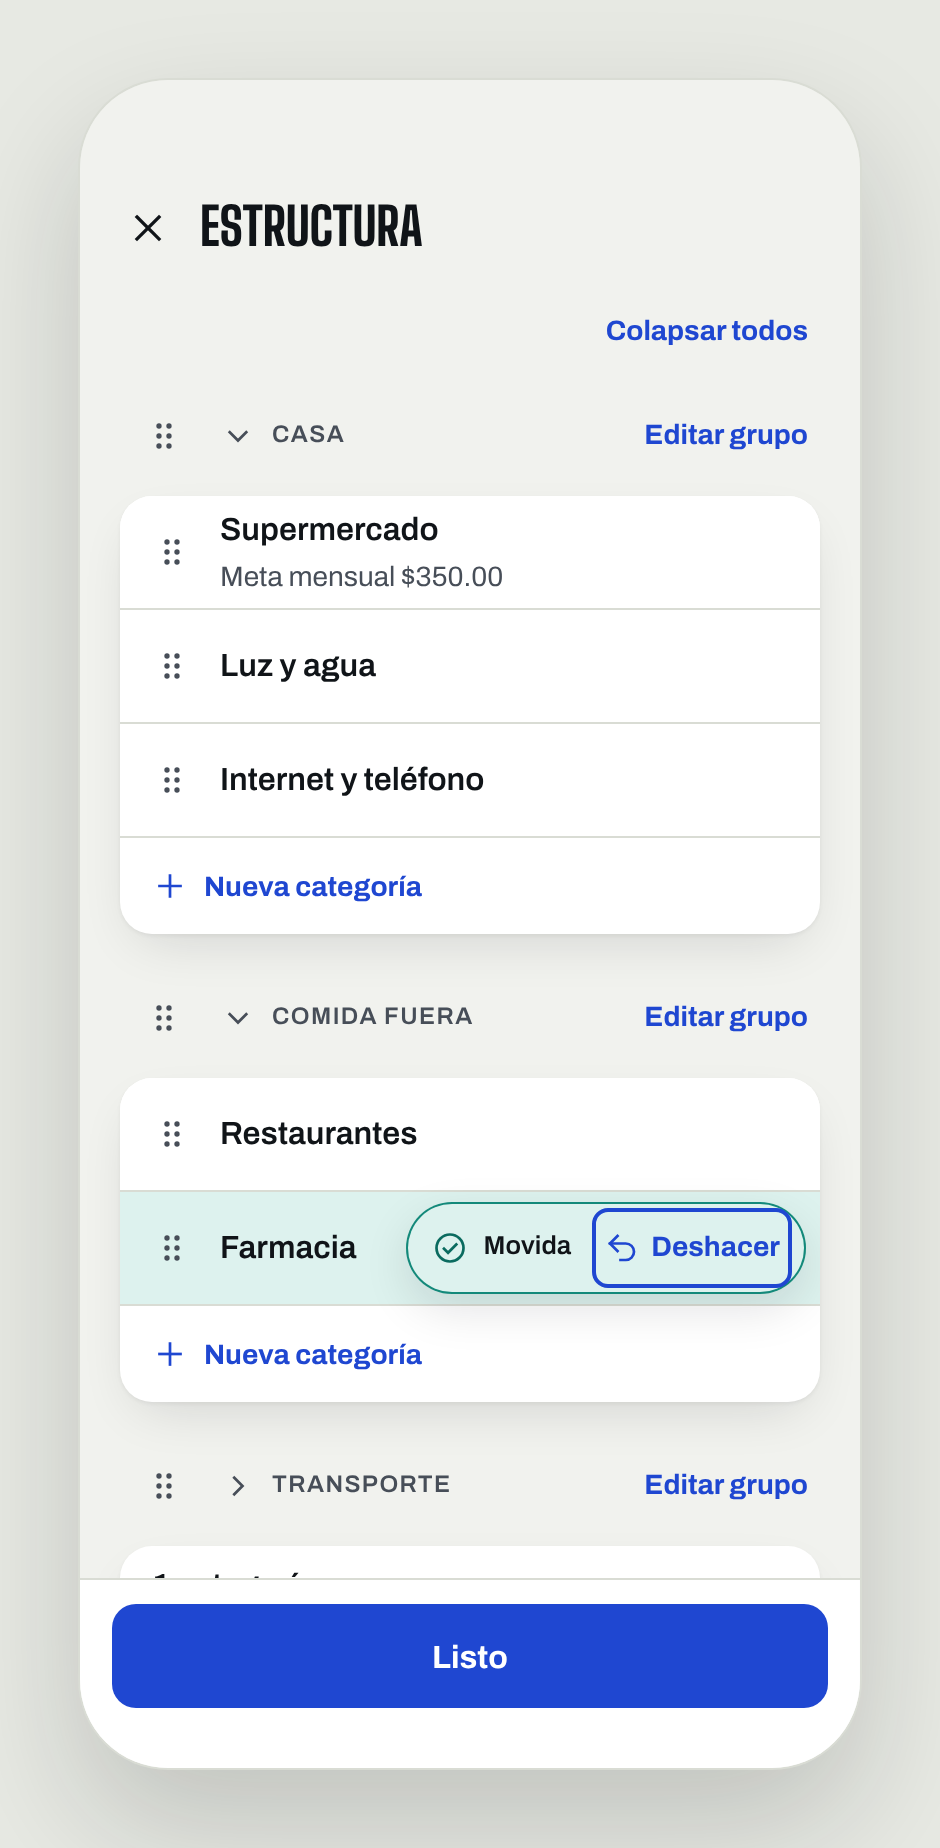 ESTRUCTURA
Colapsar todos
CASA Editar grupo
Supermercado
Meta mensual $350.00
Luz y agua
Internet y teléfono
Nueva categoría
COMIDA FUERA Editar grupo
Restaurantes
Farmacia Movida Deshacer
Nueva categoría
TRANSPORTE Editar grupo
Listo